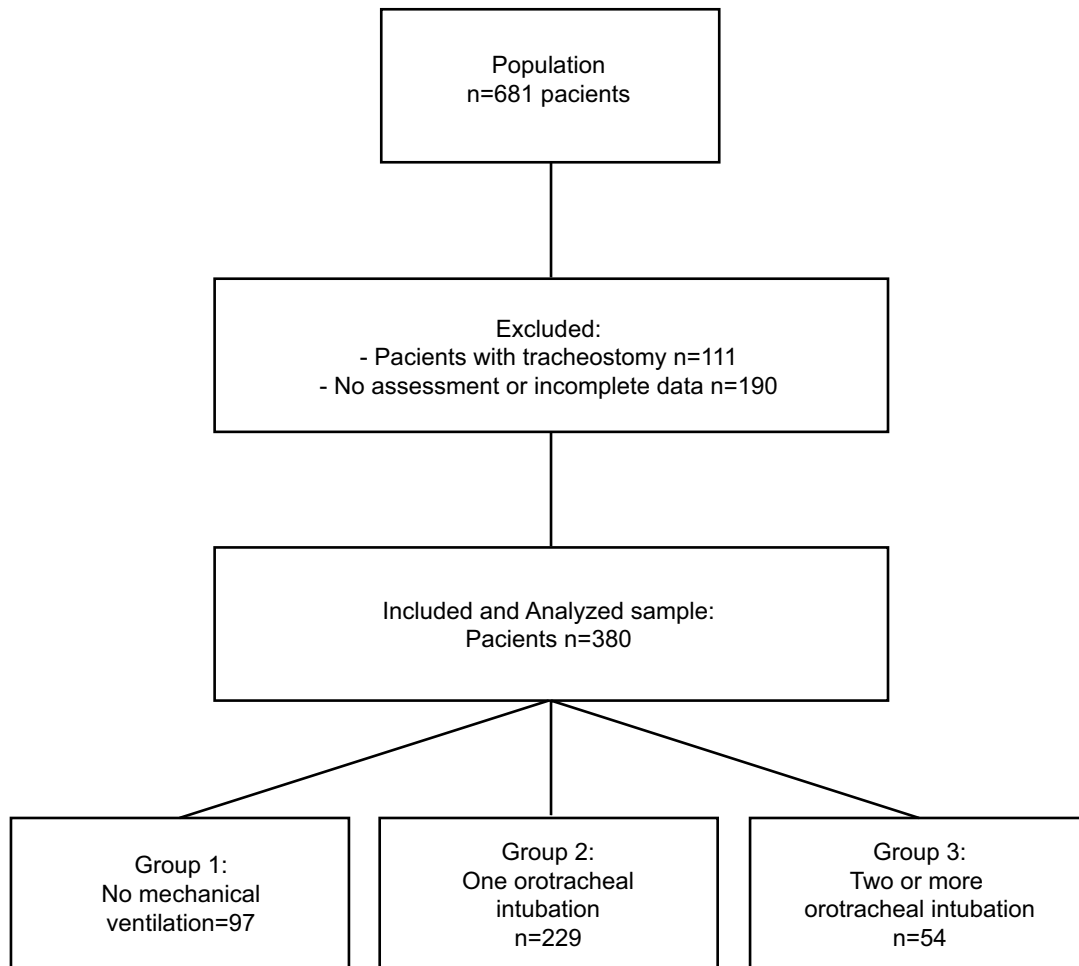 Population
n=681 pacients
Excluded:
- Pacients with tracheostomy n=111
- No assessment or incomplete data n=190
Included and Analyzed sample:
Pacients n=380
Group 1:
No mechanical
ventilation=97
Group 2:
One orotracheal
intubation
n=229
Group 3:
Two or more
orotracheal intubation
n=54